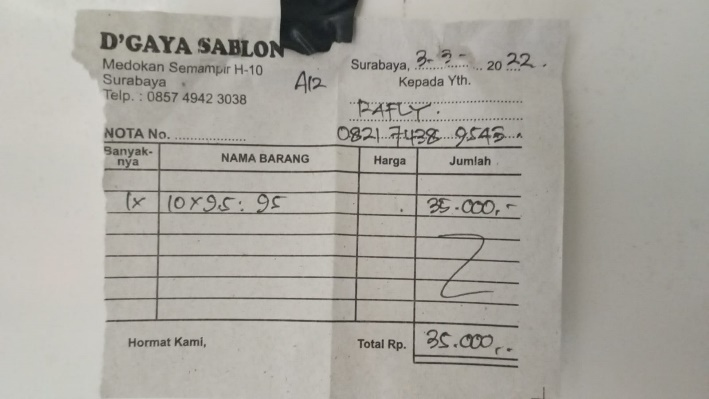 D'GAYA SABLON
Medokan Semampir H-10
Surabaya
Telp. : 0857 4942 3038
A12
Surabaya, 3-3- 2022.
Kepada Yth.
RAFLY.
NOTA No. ..................
0821 7438 9545
Banyak-nya NAMA BARANG Harga Jumlah
1x 10x95: 95 35.000,-
Hormat Kami, Total Rp. 35.000,-